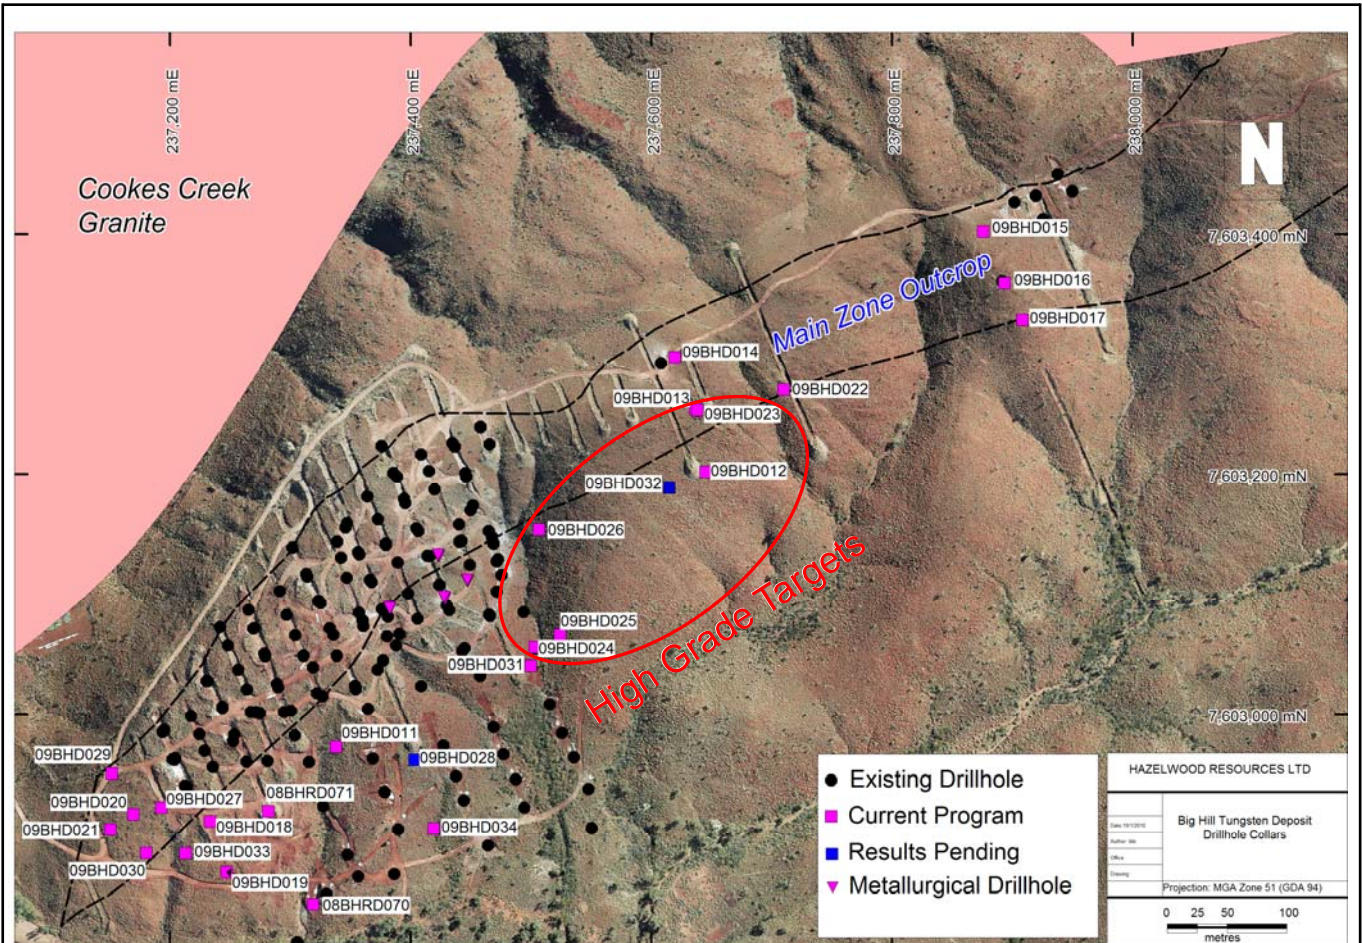 237,200 mE
237,400 mE
237,600 mE
237,800 mE
238,000 mE
N
Cookes Creek
Granite
09BHD015
7,603,400 mN
Main Zone Outcrop
09BHD016
09BHD017
09BHD014
09BHD022
09BHD013
09BHD023
09BHD012
7,603,200 mN
09BHD032
09BHD026
High Grade Targets
09BHD025
09BHD024
09BHD031
7,603,000 mN
09BHD011
09BHD029
09BHD028
09BHD020
09BHD027
08BHRD071
09BHD021
09BHD018
09BHD034
09BHD033
09BHD030
09BHD019
08BHRD070
Existing Drillhole
Current Program
Results Pending
Metallurgical Drillhole
HAZELWOOD RESOURCES LTD
Big Hill Tungsten Deposit
Drillhole Collars
Office
Drawing
Projection: MGA Zone 51 (GDA 94)
0 25 50 100
metres